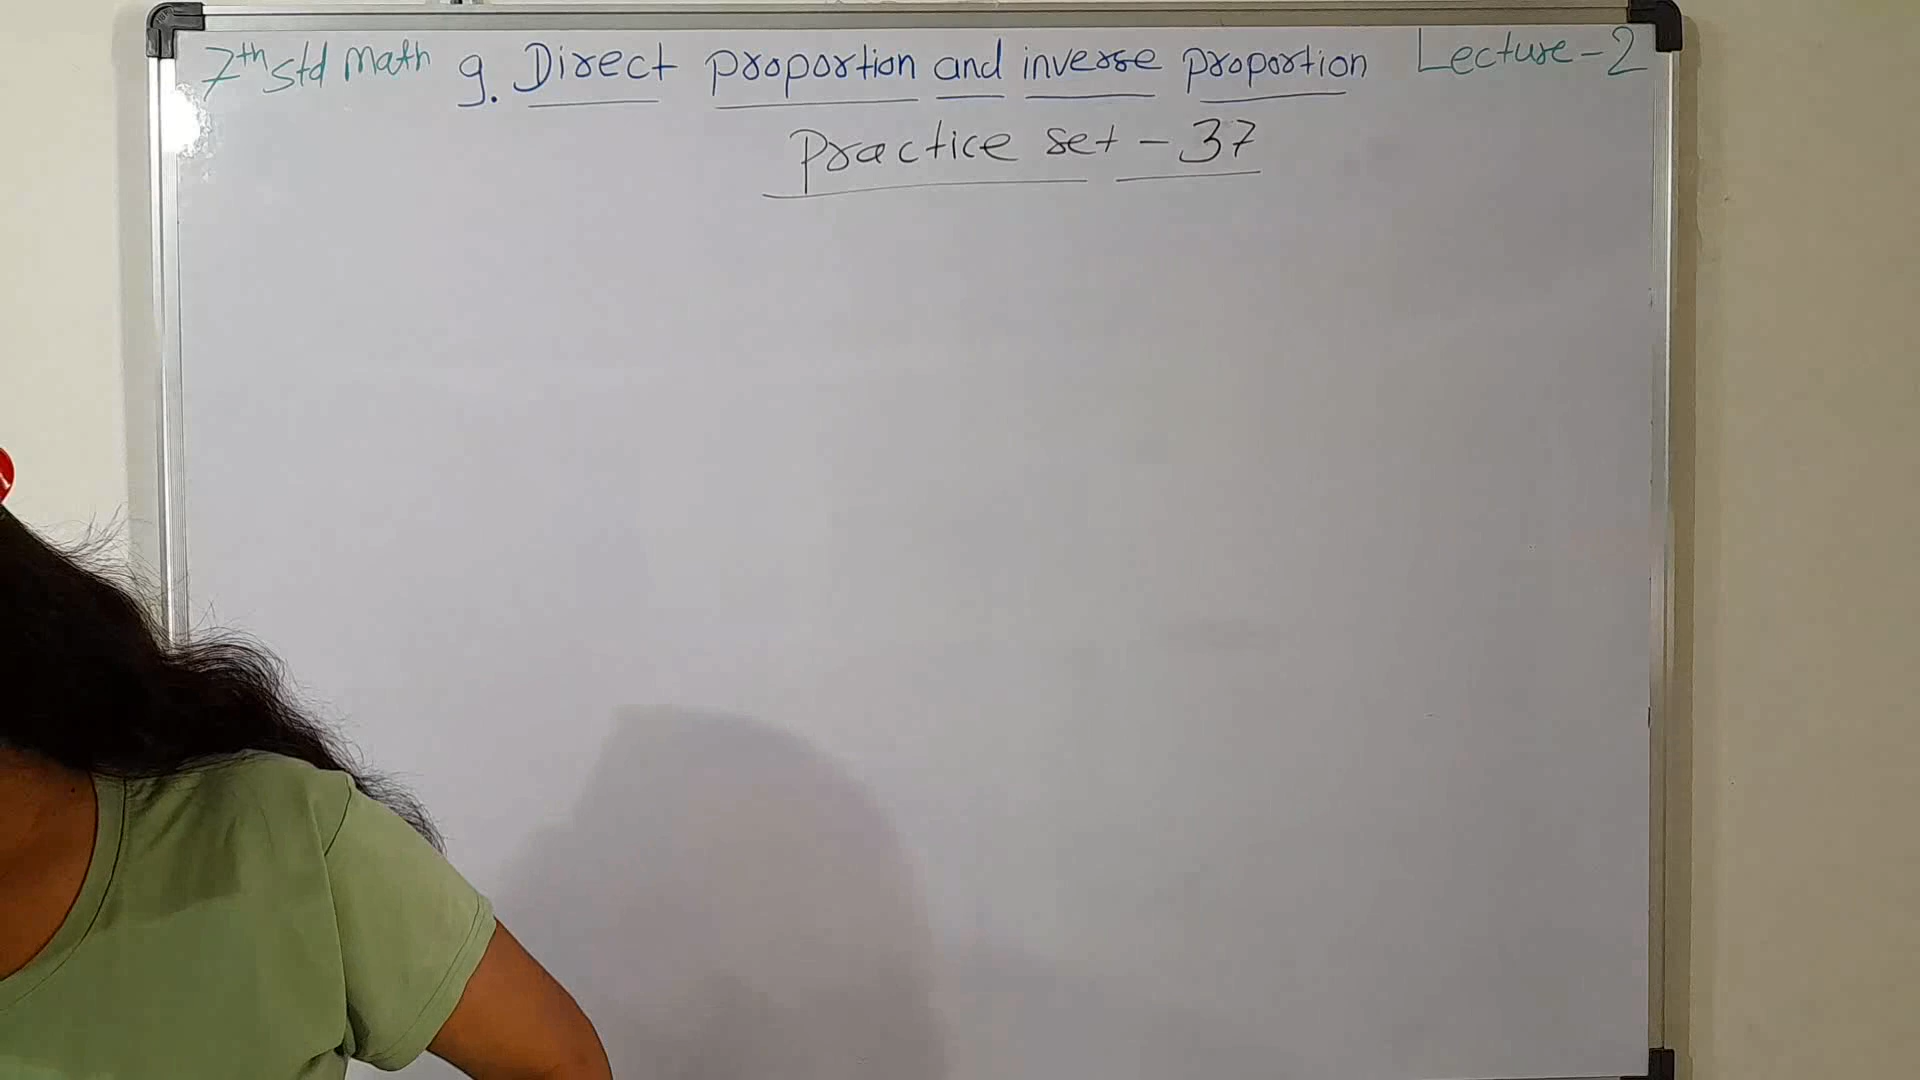 7th std Math 9. Direct proportion and inverse proportion Lecture-2
Practice set - 37